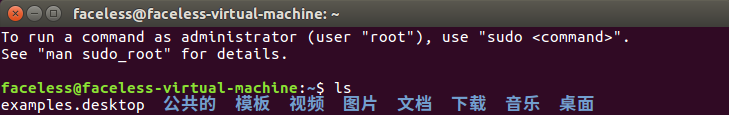 faceless@faceless-virtual-machine: ~
To run a command as administrator (user "root"), use "sudo <command>".
See "man sudo_root" for details.
faceless@faceless-virtual-machine:~$ ls
examples.desktop 公共的 模板 视频 图片 文档 下载 音乐 桌面